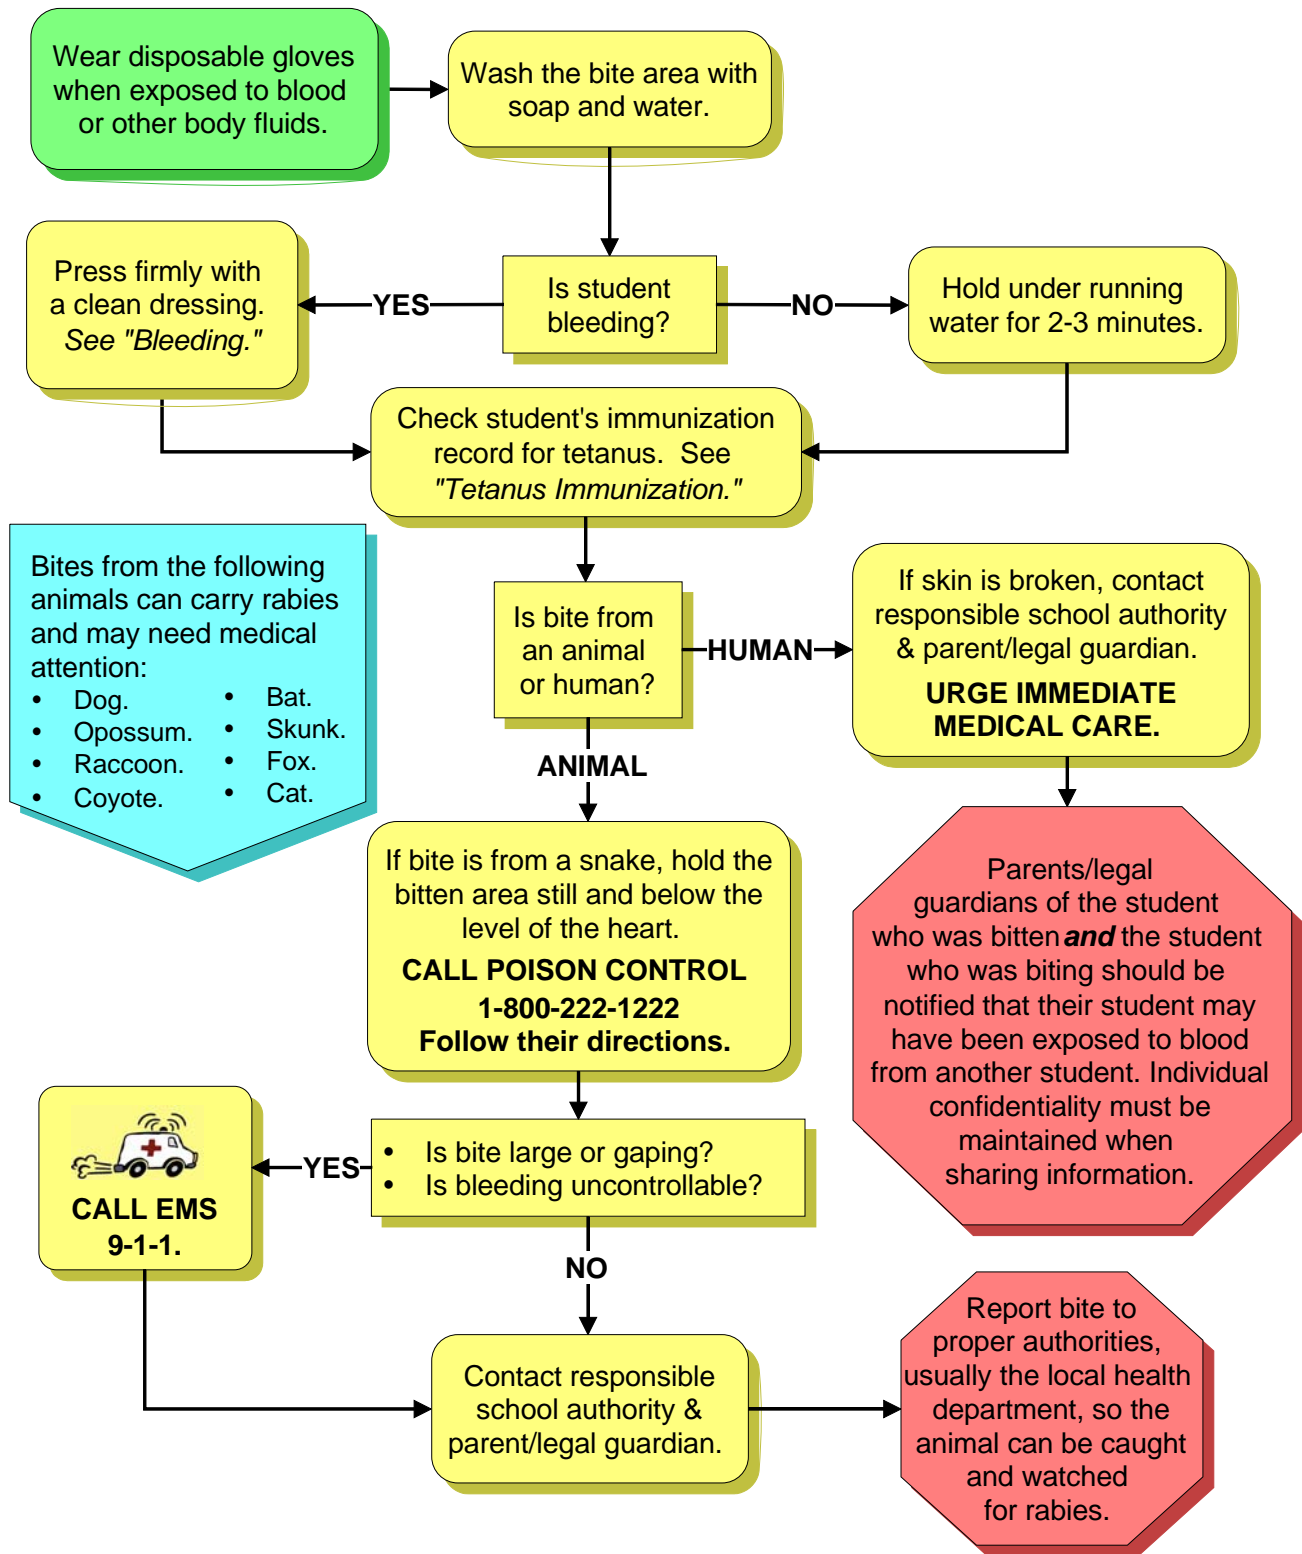 Wear disposable gloves
when exposed to blood
or other body fluids.
Wash the bite area with
soap and water.
Press firmly with
a clean dressing.
See "Bleeding."
YES
Is student
bleeding?
NO
Hold under running
water for 2-3 minutes.
Check student's immunization
record for tetanus. See
"Tetanus Immunization."
Bites from the following
animals can carry rabies
and may need medical
attention:
• Dog.
• Opossum.
• Raccoon.
• Coyote.
• Bat.
• Skunk.
• Fox.
• Cat.
Is bite from
an animal
or human?
HUMAN
If skin is broken, contact
responsible school authority
& parent/legal guardian.
URGE IMMEDIATE
MEDICAL CARE.
ANIMAL
If bite is from a snake, hold the
bitten area still and below the
level of the heart.
CALL POISON CONTROL
1-800-222-1222
Follow their directions.
Parents/legal
guardians of the student
who was bitten and the student
who was biting should be
notified that their student may
have been exposed to blood
from another student. Individual
confidentiality must be
maintained when
sharing information.
• Is bite large or gaping?
• Is bleeding uncontrollable?
YES
CALL EMS
9-1-1.
NO
Contact responsible
school authority &
parent/legal guardian.
Report bite to
proper authorities,
usually the local health
department, so the
animal can be caught
and watched
for rabies.